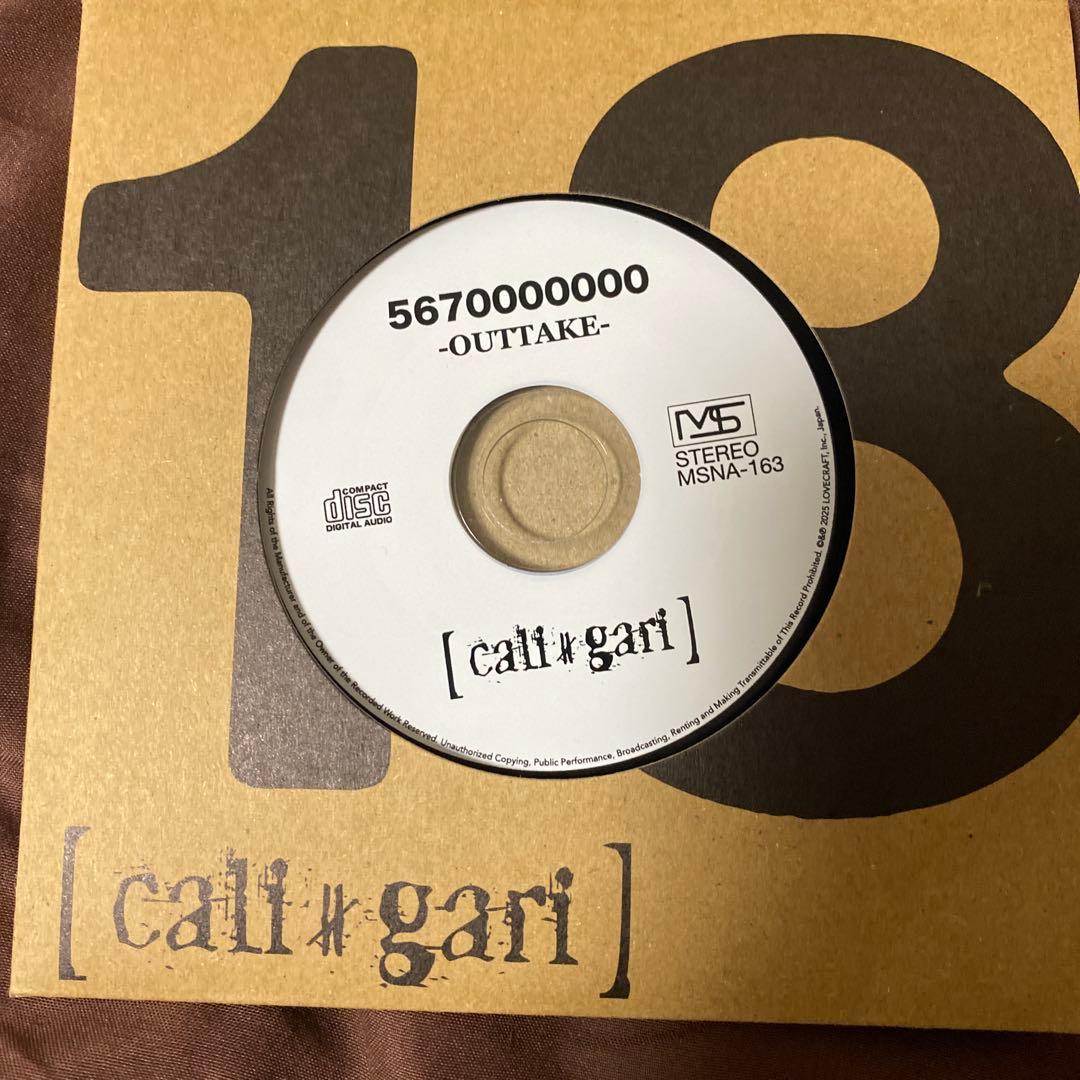 18
5670000000
-OUTTAKE-
MS
STEREO
MSNA-163
COMPACT
disc
DIGITAL AUDIO
[cali≠gari]
All Rights of the Manufacturer and of the Owner of the Recorded Work Reserved. Unauthorized Copying, Public Performance, Broadcasting, Renting and Making Transmittable of This Record Prohibited. ©&℗ 2025 LOVECRAFT, Inc., Japan.
[cali≠gari]